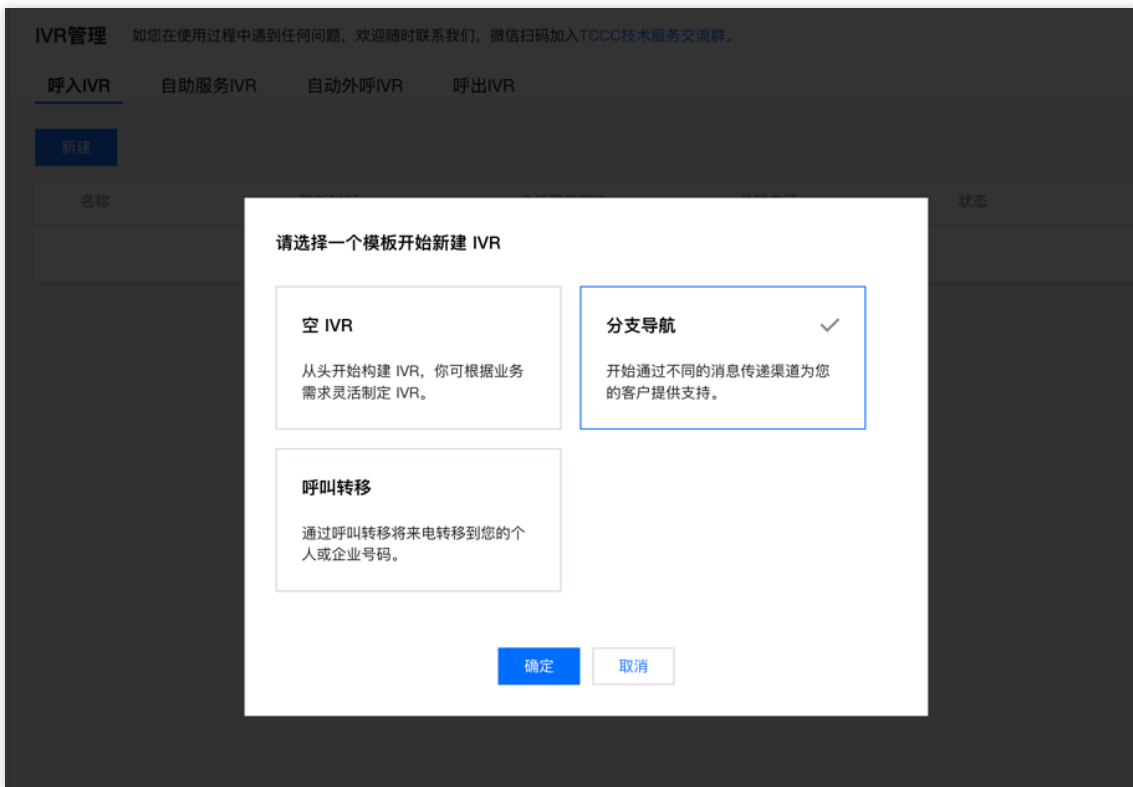 IVR管理 如您在使用过程中遇到任何问题，欢迎随时联系我们，微信扫码加入TCCC技术服务交流群。
呼入IVR 自助服务IVR 自动外呼IVR 呼出IVR
新建
名称 状态
请选择一个模板开始新建 IVR
空 IVR
从头开始构建 IVR，你可根据业务
需求灵活制定 IVR。
分支导航
开始通过不同的消息传递渠道为您
的客户提供支持。
呼叫转移
通过呼叫转移将来电转移到您的个
人或企业号码。
确定 取消